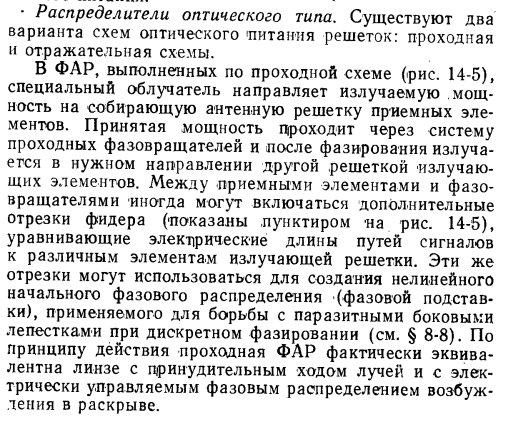 · Распределители оптического типа. Существуют два
варианта схем оптического питания решеток: проходная
и отражательная схемы.
В ФАР, выполненных по проходной схеме (рис. 14-5),
специальный облучатель направляет излучаемую мощ-
ность на собирающую антенную решетку приемных эле-
ментов. Принятая мощность проходит через систему
проходных фазовращателей и после фазирования излуча-
ется в нужном направлении другой решеткой излучаю-
щих элементов. Между приемными элементами и фазо-
вращателями иногда могут включаться дополнительные
отрезки фидера (показаны пунктиром на рис. 14-5),
уравнивающие электрические длины путей сигналов
к различным элементам излучающей решетки. Эти же
отрезки могут использоваться для создания нелинейного
начального фазового распределения (фазовой подстав-
ки), применяемого для борьбы с паразитными боковыми
лепестками при дискретном фазировании (см. § 8-8). По
принципу действия проходная ФАР фактически эквива-
лентна линзе с принудительным ходом лучей и с элек-
трически управляемым фазовым распределением возбуж-
дения в раскрыве.